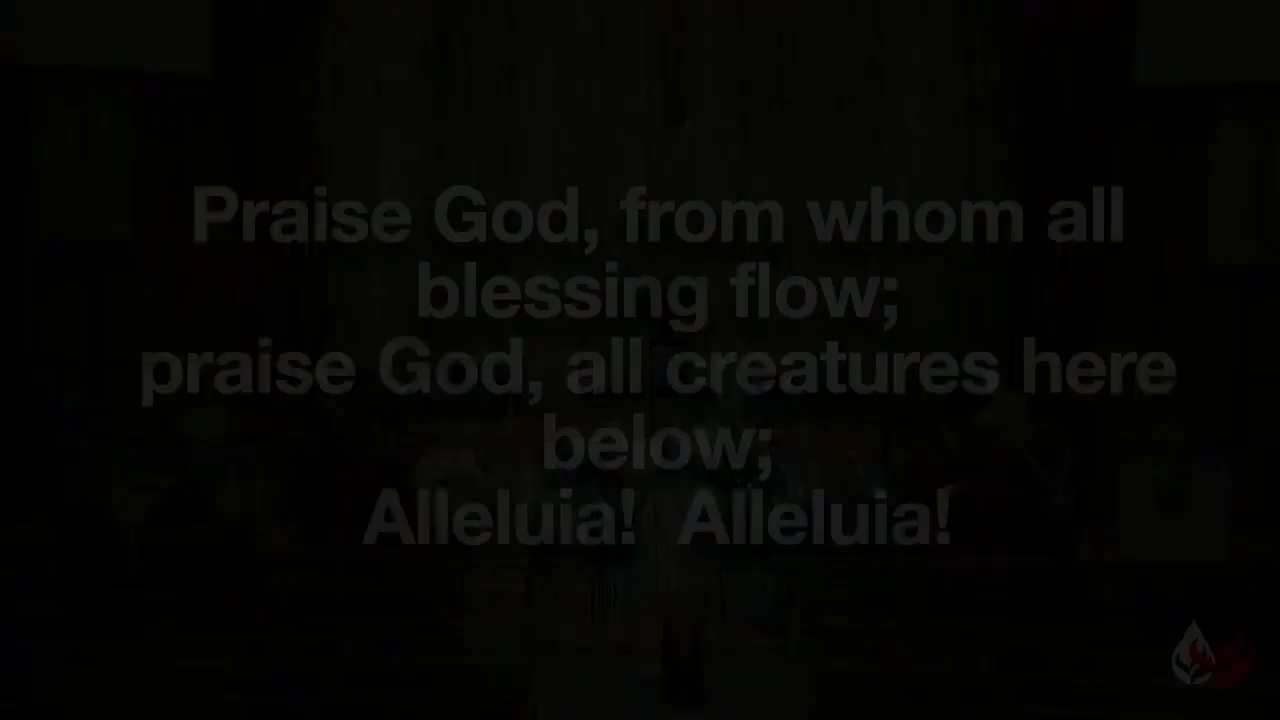 Praise God, from whom all
blessing flow;
praise God, all creatures here
below;
Alleluia!  Alleluia!